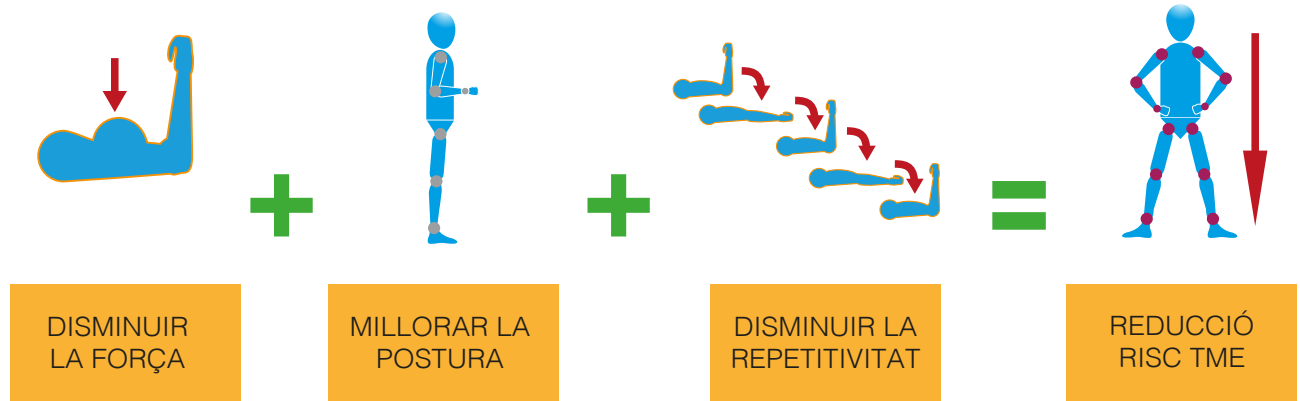 DISMINUIR
LA FORÇA
MILLORAR LA
POSTURA
DISMINUIR LA
REPETITIVITAT
REDUCCIÓ
RISC TME